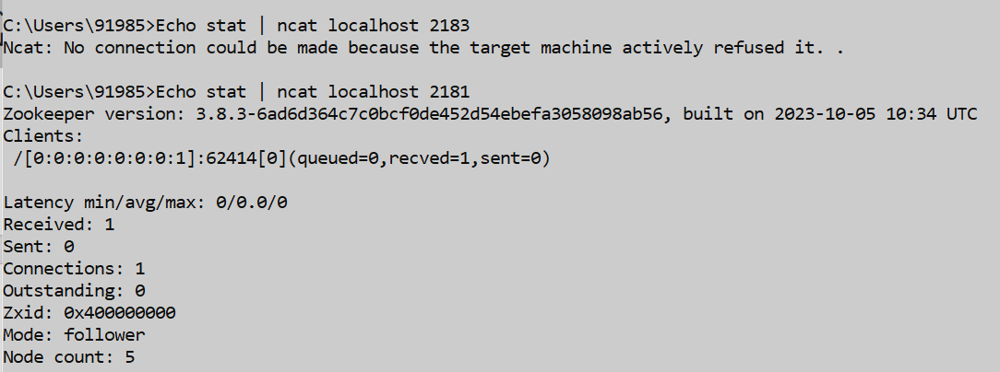 C:\Users\91985>Echo stat | ncat localhost 2183
Ncat: No connection could be made because the target machine actively refused it. .
C:\Users\91985>Echo stat | ncat localhost 2181
Zookeeper version: 3.8.3-6ad6d364c7c0bcf0de452d54ebefa3058098ab56, built on 2023-10-05 10:34 UTC
Clients:
 /[0:0:0:0:0:0:0:1]:62414[0](queued=0,recved=1,sent=0)
Latency min/avg/max: 0/0.0/0
Received: 1
Sent: 0
Connections: 1
Outstanding: 0
Zxid: 0x400000000
Mode: follower
Node count: 5